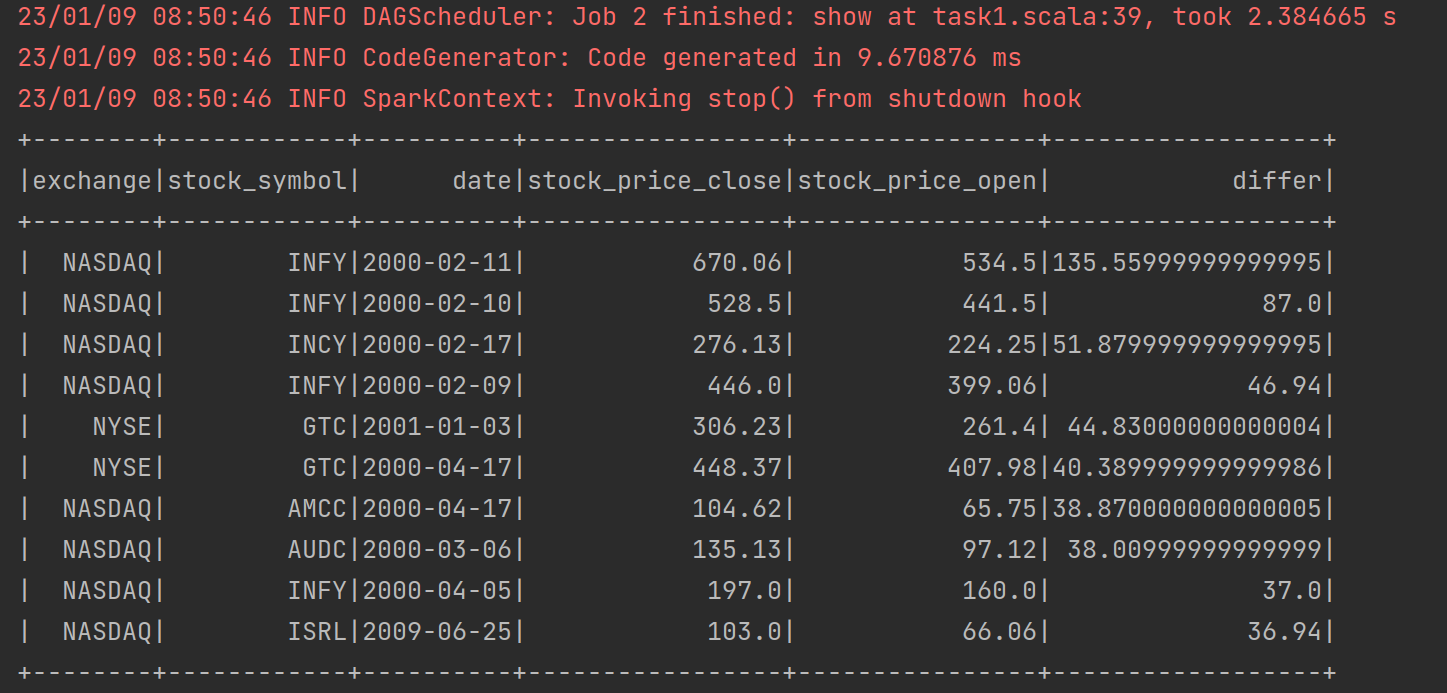 23/01/09 08:50:46 INFO DAGScheduler: Job 2 finished: show at task1.scala:39, took 2.384665 s
23/01/09 08:50:46 INFO CodeGenerator: Code generated in 9.670876 ms
23/01/09 08:50:46 INFO SparkContext: Invoking stop() from shutdown hook
+--------+------------+----------+-----------------+----------------+------------------+
|exchange|stock_symbol|      date|stock_price_close|stock_price_open|            differ|
+--------+------------+----------+-----------------+----------------+------------------+
|  NASDAQ|        INFY|2000-02-11|           670.06|           534.5|135.55999999999995|
|  NASDAQ|        INFY|2000-02-10|            528.5|           441.5|              87.0|
|  NASDAQ|        INCY|2000-02-17|           276.13|          224.25|51.879999999999995|
|  NASDAQ|        INFY|2000-02-09|            446.0|          399.06|             46.94|
|    NYSE|         GTC|2001-01-03|           306.23|           261.4| 44.83000000000004|
|    NYSE|         GTC|2000-04-17|           448.37|          407.98|40.389999999999986|
|  NASDAQ|        AMCC|2000-04-17|           104.62|           65.75|38.870000000000005|
|  NASDAQ|        AUDC|2000-03-06|           135.13|           97.12| 38.00999999999999|
|  NASDAQ|        INFY|2000-04-05|            197.0|           160.0|              37.0|
|  NASDAQ|        ISRL|2009-06-25|            103.0|           66.06|             36.94|
+--------+------------+----------+-----------------+----------------+------------------+